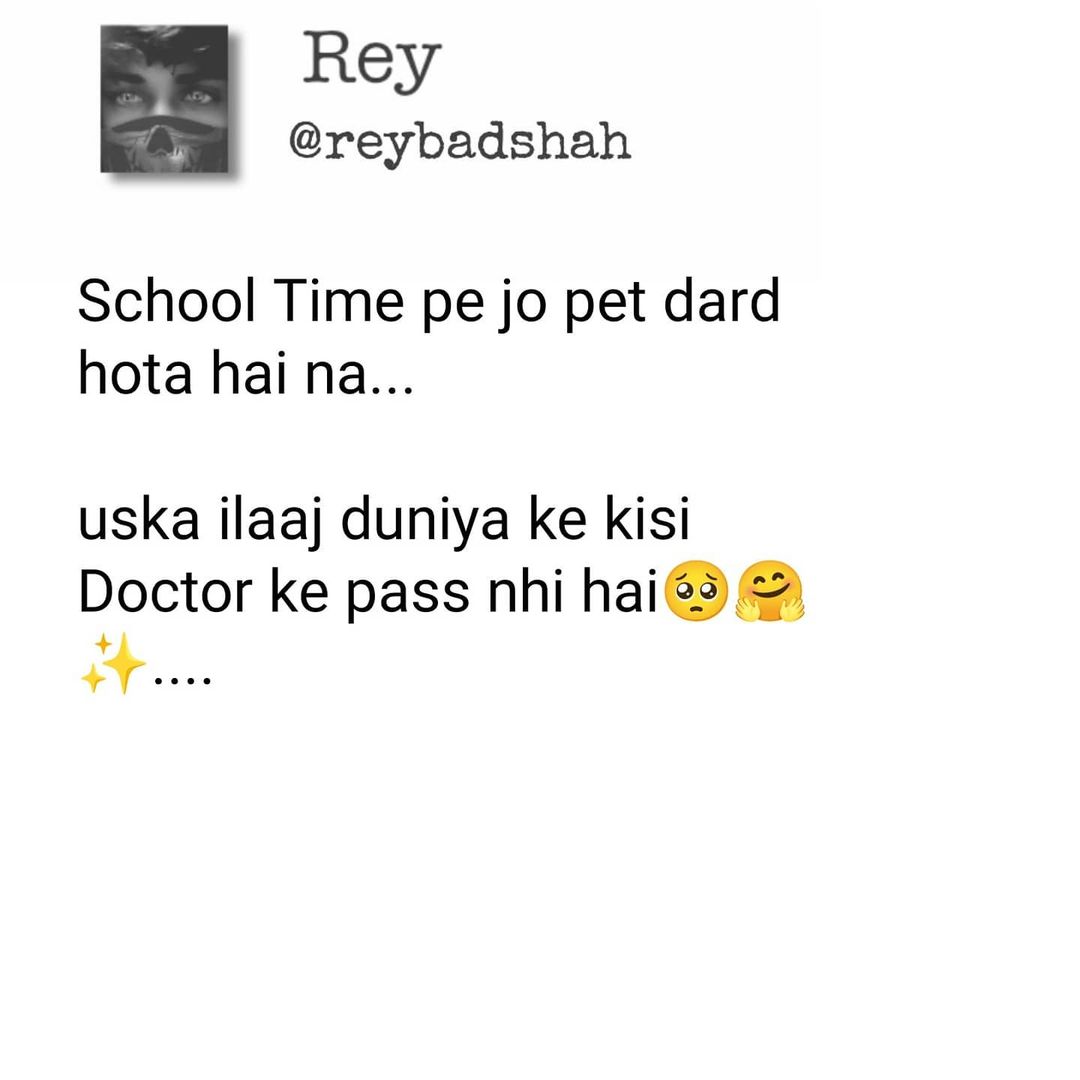 Rey
@reybadshah
School Time pe jo pet dard
hota hai na...
uska ilaaj duniya ke kisi
Doctor ke pass nhi hai🥺🤗
✨....